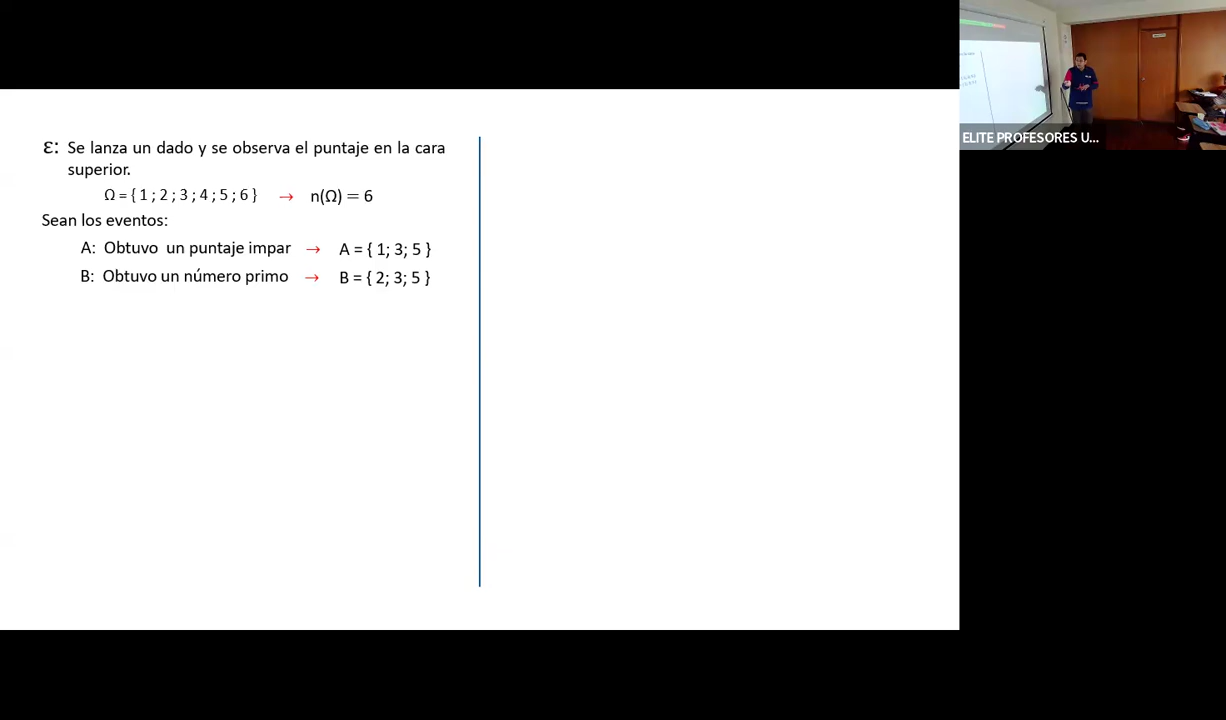 ε: Se lanza un dado y se observa el puntaje en la cara
superior.
Ω = { 1 ; 2 ; 3 ; 4 ; 5 ; 6 } → n(Ω) = 6
Sean los eventos:
A: Obtuvo un puntaje impar → A = { 1; 3; 5 }
B: Obtuvo un número primo → B = { 2; 3; 5 }
ELITE PROFESORES U...